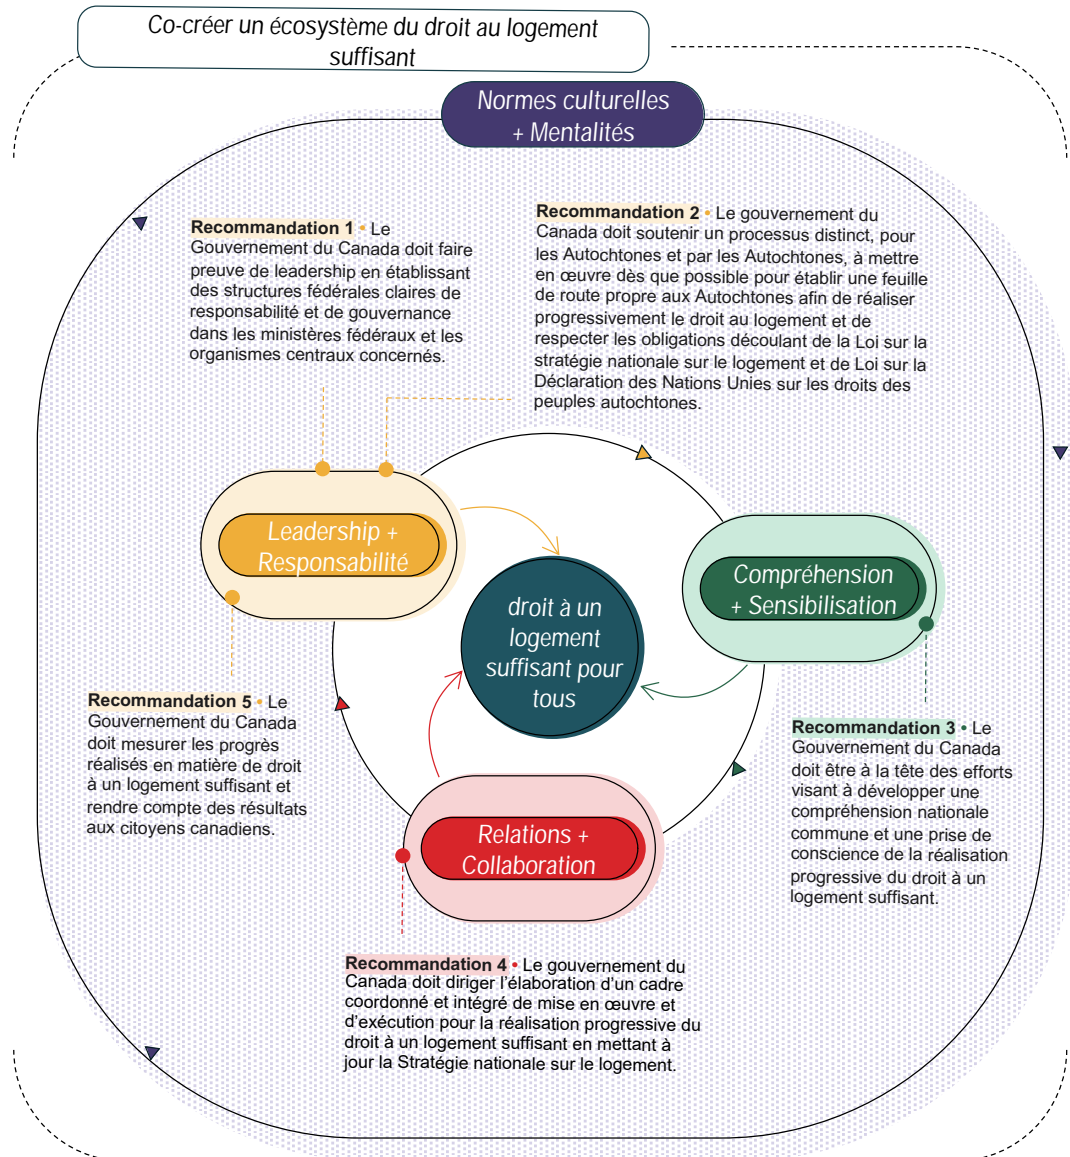 Co-créer un écosystème du droit au logement
suffisant
Normes culturelles
+ Mentalités
Recommandation 1 • Le
Gouvernement du Canada doit faire
preuve de leadership en établissant
des structures fédérales claires de
responsabilité et de gouvernance
dans les ministères fédéraux et les
organismes centraux concernés.
Recommandation 2 • Le gouvernement du
Canada doit soutenir un processus distinct, pour
les Autochtones et par les Autochtones, à mettre
en œuvre dès que possible pour établir une feuille
de route propre aux Autochtones afin de réaliser
progressivement le droit au logement et de
respecter les obligations découlant de la Loi sur la
stratégie nationale sur le logement et de Loi sur la
Déclaration des Nations Unies sur les droits des
peuples autochtones.
Leadership +
Responsabilité
Compréhension
+ Sensibilisation
droit à un
logement
suffisant pour
tous
Recommandation 5 • Le
Gouvernement du Canada
doit mesurer les progrès
réalisés en matière de droit
à un logement suffisant et
rendre compte des résultats
aux citoyens canadiens.
Recommandation 3 • Le
Gouvernement du Canada
doit être à la tête des efforts
visant à développer une
compréhension nationale
commune et une prise de
conscience de la réalisation
progressive du droit à un
logement suffisant.
Relations +
Collaboration
Recommandation 4 • Le gouvernement du
Canada doit diriger l'élaboration d'un cadre
coordonné et intégré de mise en œuvre et
d'exécution pour la réalisation progressive du
droit à un logement suffisant en mettant à
jour la Stratégie nationale sur le logement.